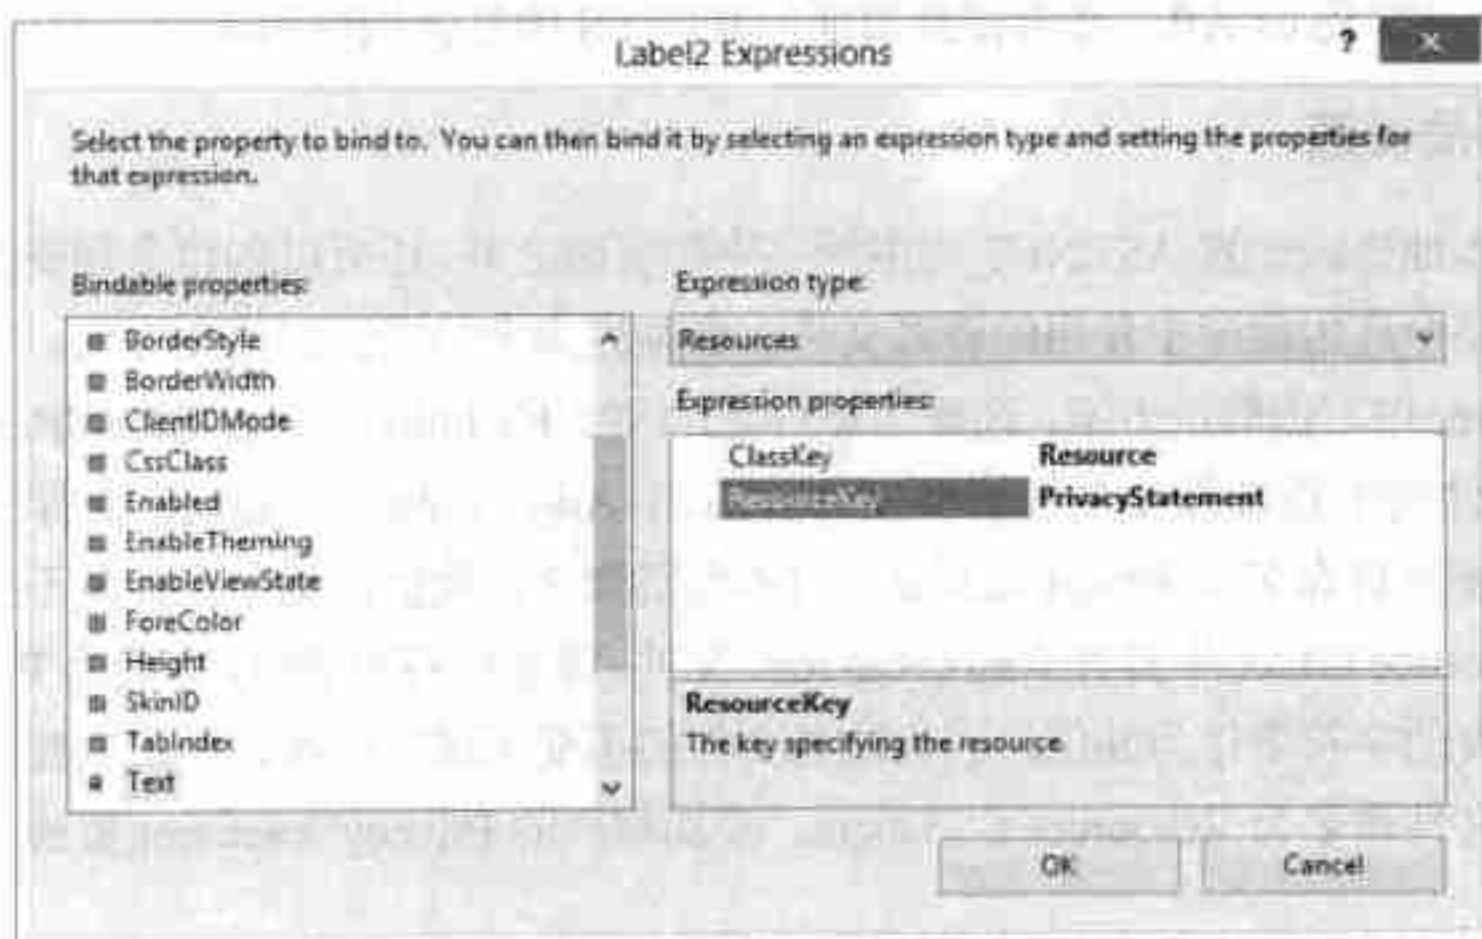 Label2 Expressions
?
Select the property to bind to. You can then bind it by selecting an expression type and setting the properties for
that expression.
Bindable properties:
BorderStyle
BorderWidth
ClientIDMode
CssClass
Enabled
EnableTheming
EnableViewState
ForeColor
Height
SkinID
TabIndex
Text
Expression type:
Resources
Expression properties:
ClassKey Resource
ResourceKey PrivacyStatement
ResourceKey
The key specifying the resource.
OK
Cancel